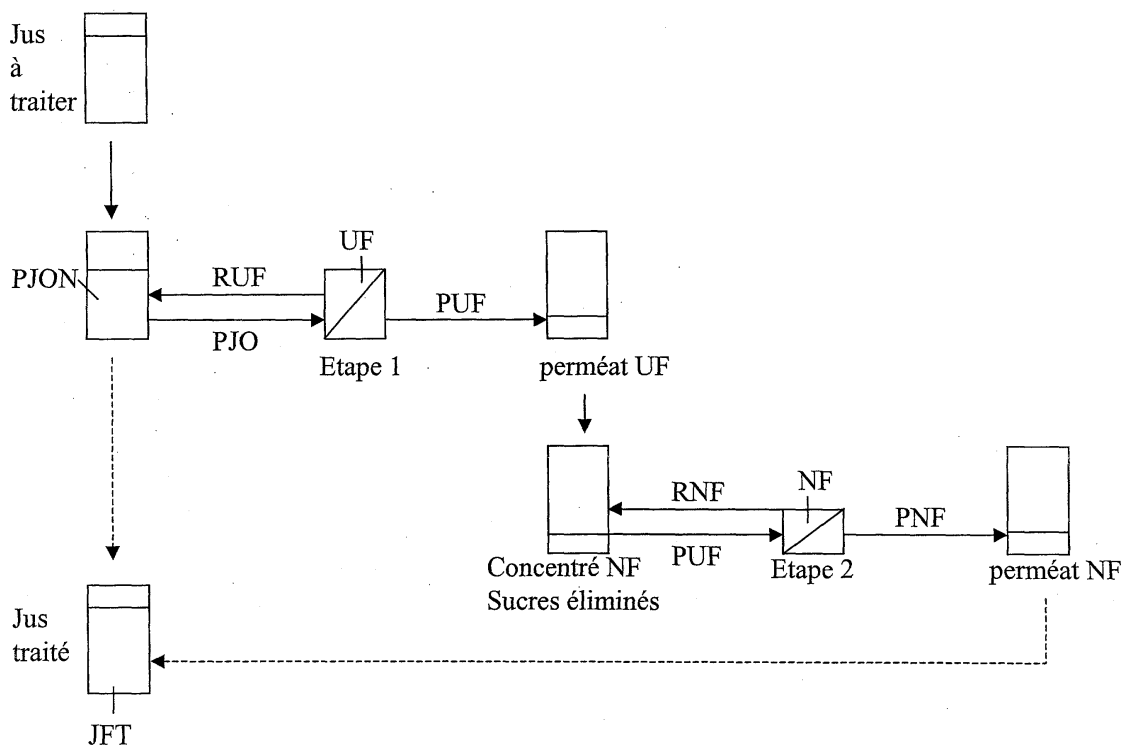 Jus
à
traiter
PJON
RUF
UF
PUF
PJO
Etape 1
perméat UF
RNF
NF
PNF
PUF
Concentré NF
Sucres éliminés
Etape 2
perméat NF
Jus
traité
JFT